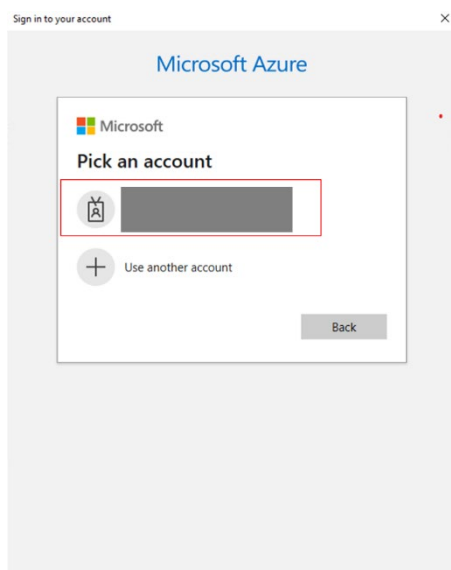 Sign in to your account
Microsoft Azure
Microsoft
Pick an account
Use another account
Back